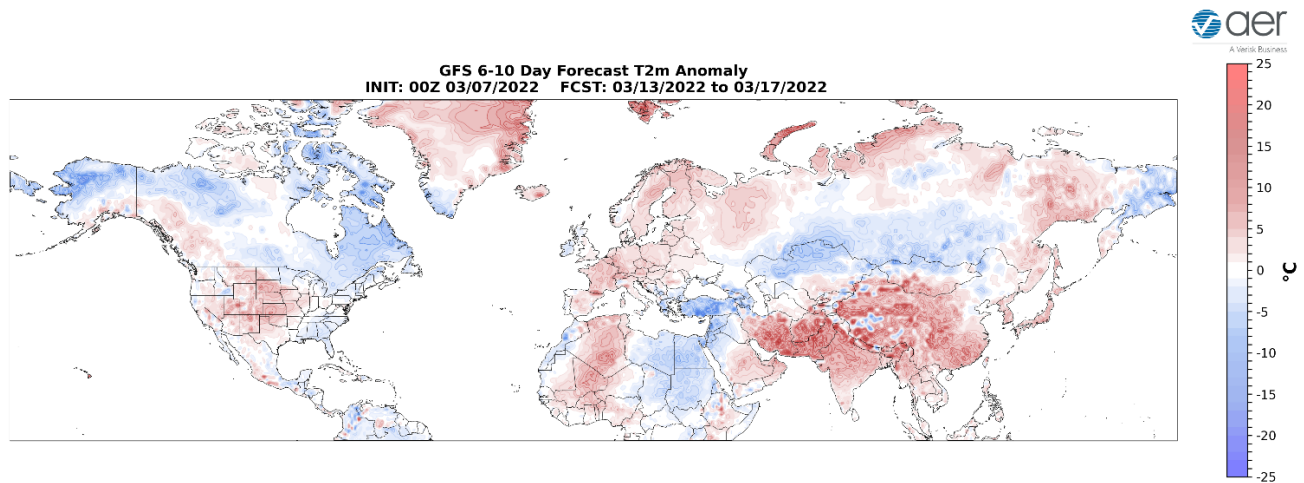 aer
A Verisk Business
GFS 6-10 Day Forecast T2m Anomaly
INIT: 00Z 03/07/2022 FCST: 03/13/2022 to 03/17/2022
25
20
15
10
5
0
-5
-10
-15
-20
-25
°C